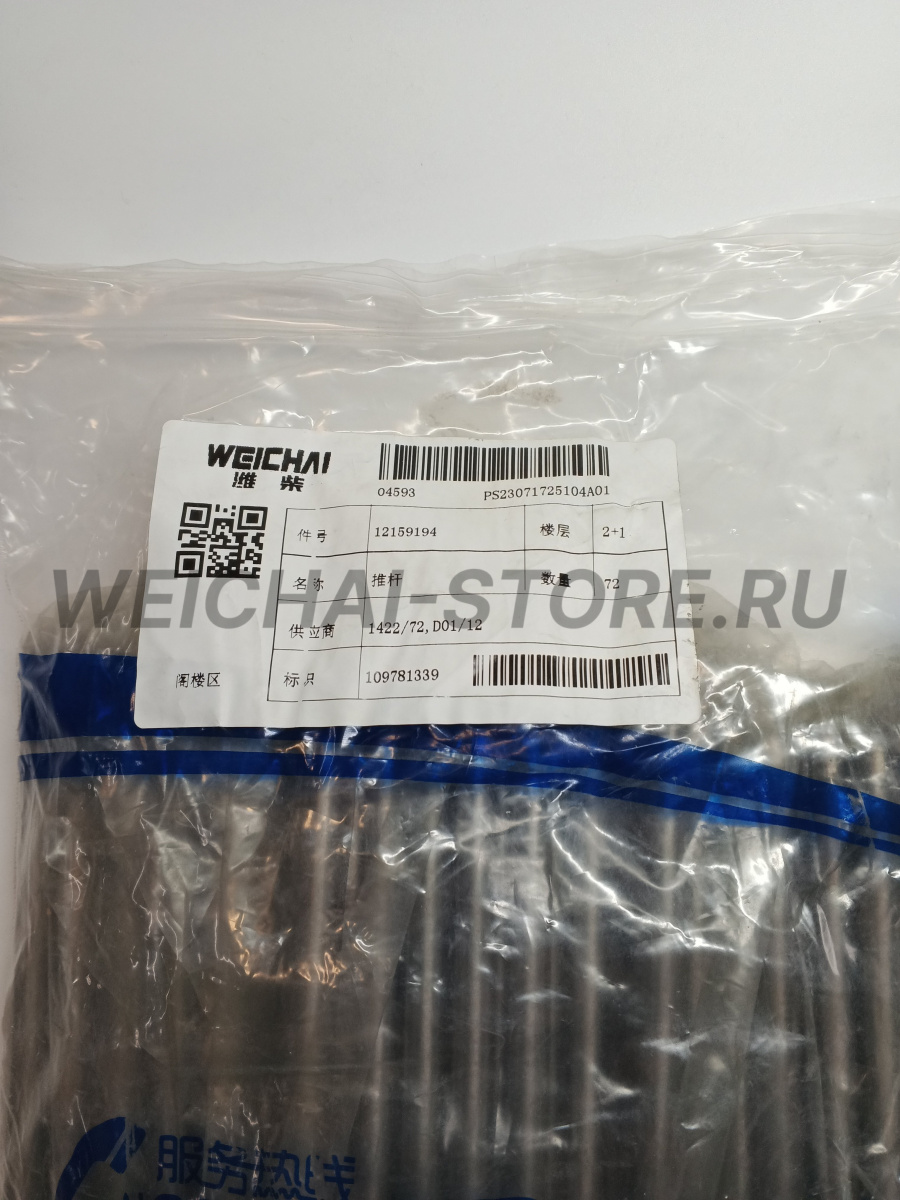 WEICHAI
潍 柴
04593 PS23071725104A01
件号 12159194 楼层 2+1
名称 推杆 数量 72
供应商 1422/72,D01/12
阁楼区 标识 109781339
WEICHAI-STORE.RU
服务热线